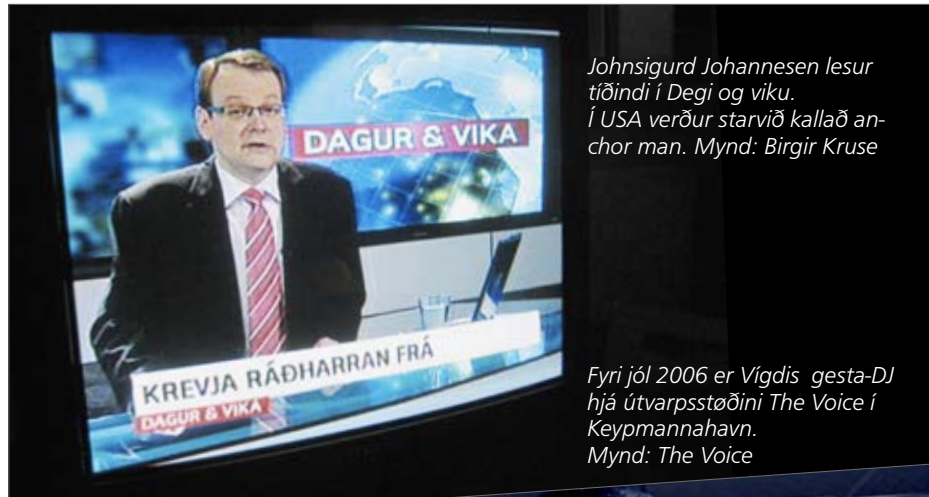 DAGUR & VIKA
KREVJA RÁÐHARRAN FRÁ
DAGUR & VIKA
Johnsigurd Johannesen lesur
tíðindi í Degi og viku.
Í USA verður starvið kallað an-
chor man. Mynd: Birgir Kruse
Fyri jól 2006 er Vígdis gesta-DJ
hjá útvarpsstøðini The Voice í
Keypmannahavn.
Mynd: The Voice